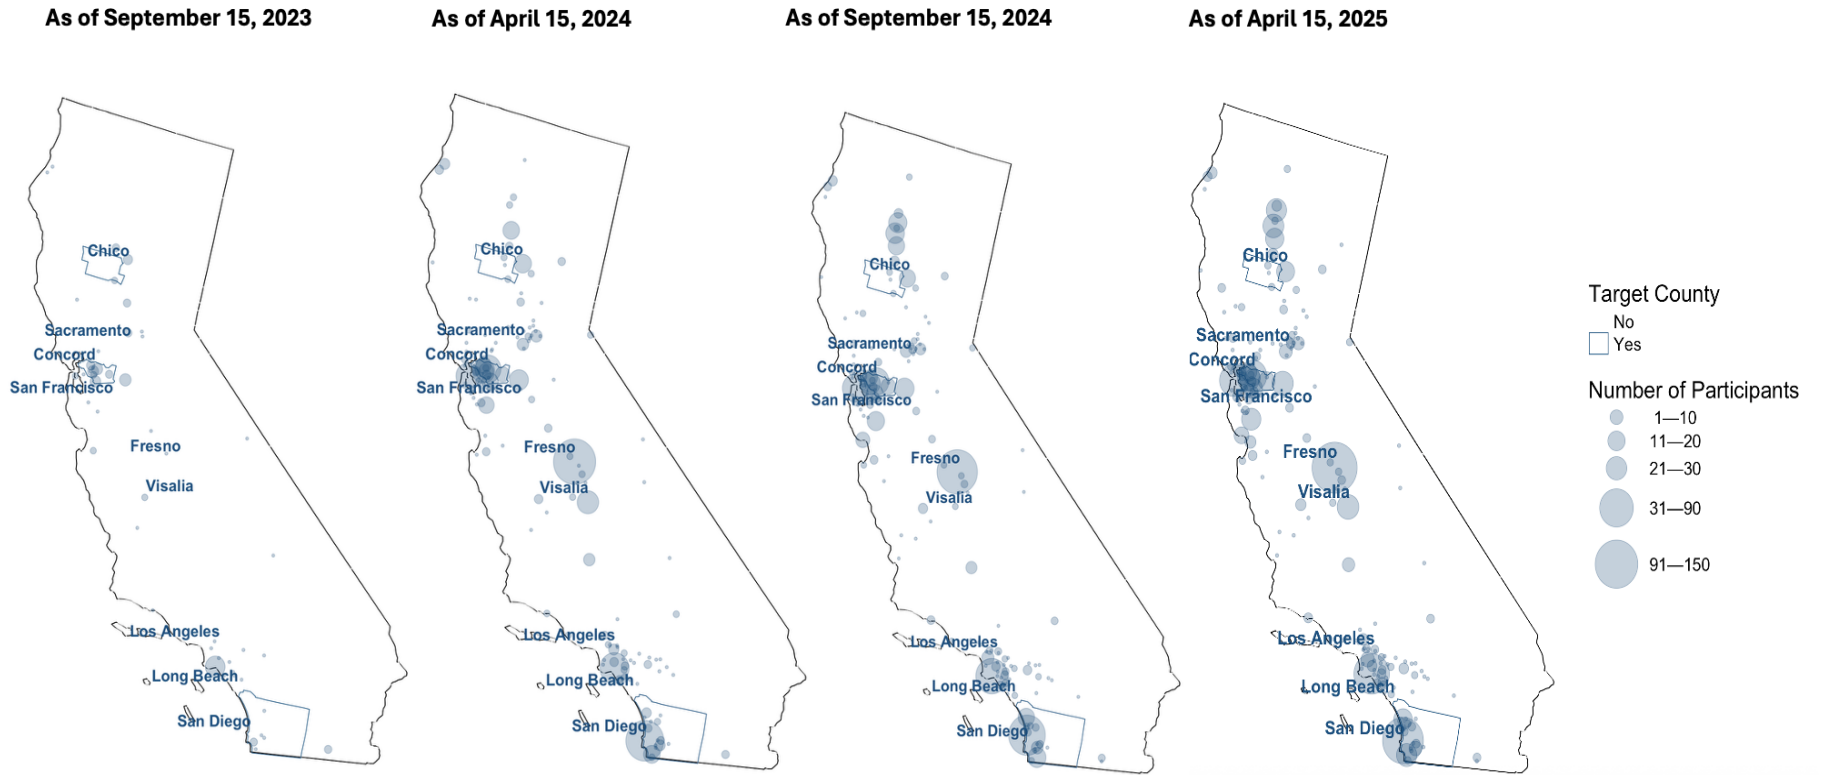 As of September 15, 2023
As of April 15, 2024
As of September 15, 2024
As of April 15, 2025
Chico
Sacramento
Concord
San Francisco
Fresno
Visalia
Los Angeles
Long Beach
San Diego
Chico
Sacramento
Concord
San Francisco
Fresno
Visalia
Los Angeles
Long Beach
San Diego
Chico
Sacramento
Concord
San Francisco
Fresno
Visalia
Los Angeles
Long Beach
San Diego
Chico
Sacramento
Concord
San Francisco
Fresno
Visalia
Los Angeles
Long Beach
San Diego
Target County
No
Yes
Number of Participants
1—10
11—20
21—30
31—90
91—150